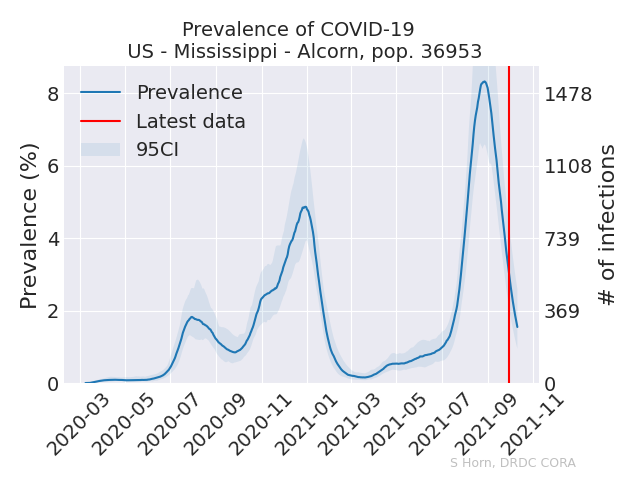 Prevalence of COVID-19
US - Mississippi - Alcorn, pop. 36953
Prevalence
Latest data
95CI
Prevalence (%)
8
6
4
2
0
# of infections
1478
1108
739
369
0
2020-03
2020-05
2020-07
2020-09
2020-11
2021-01
2021-03
2021-05
2021-07
2021-09
2021-11
S Horn, DRDC CORA